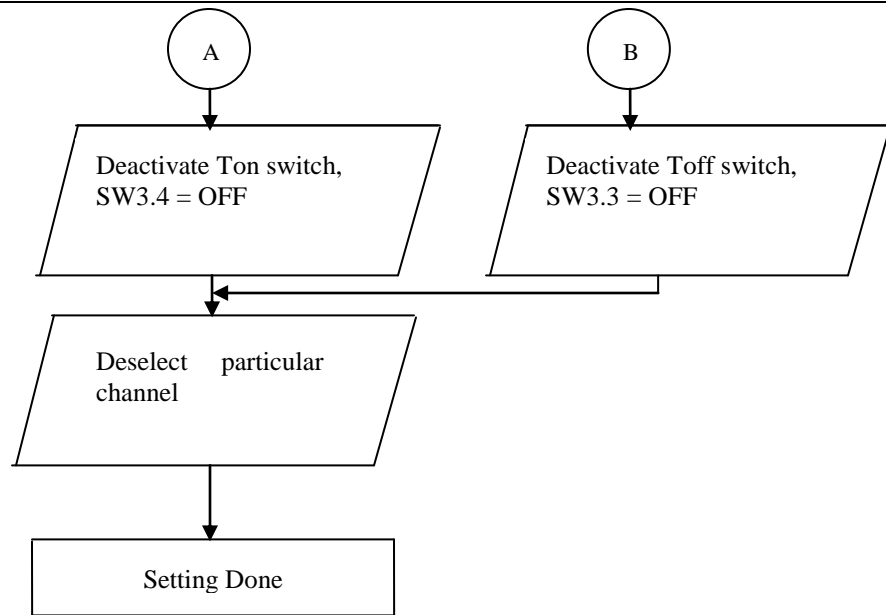 A
B
Deactivate Ton switch,
SW3.4 = OFF
Deactivate Toff switch,
SW3.3 = OFF
Deselect particular
channel
Setting Done